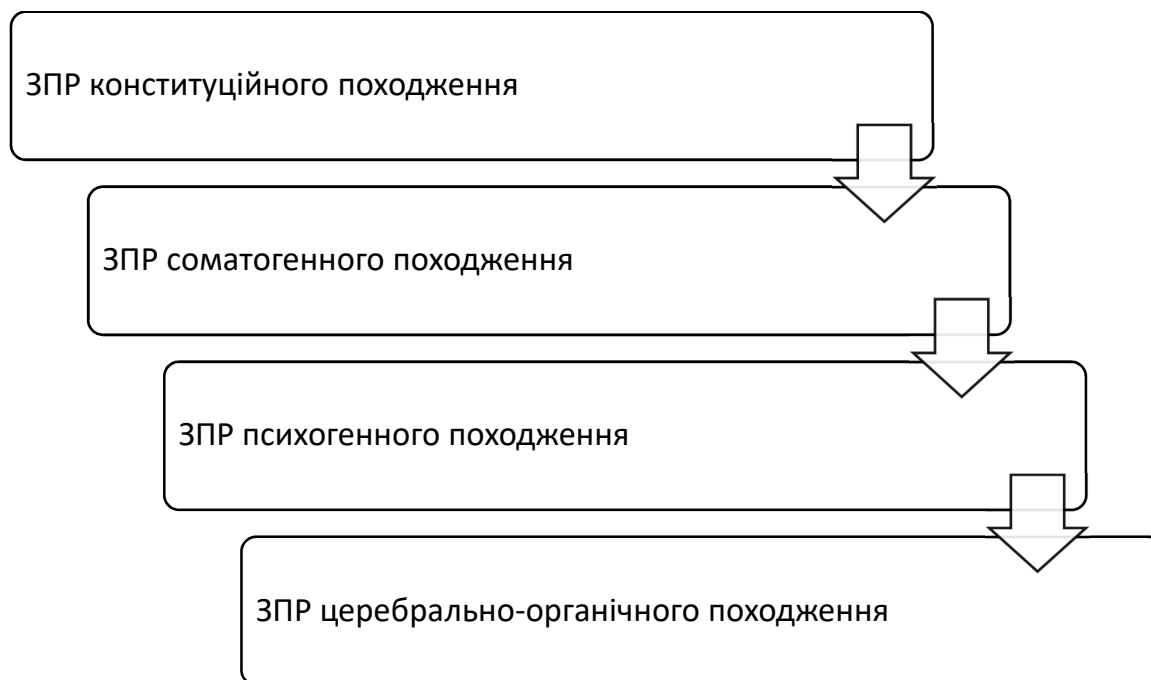 ЗПР конституційного походження
ЗПР соматогенного походження
ЗПР психогенного походження
ЗПР церебрально-органічного походження